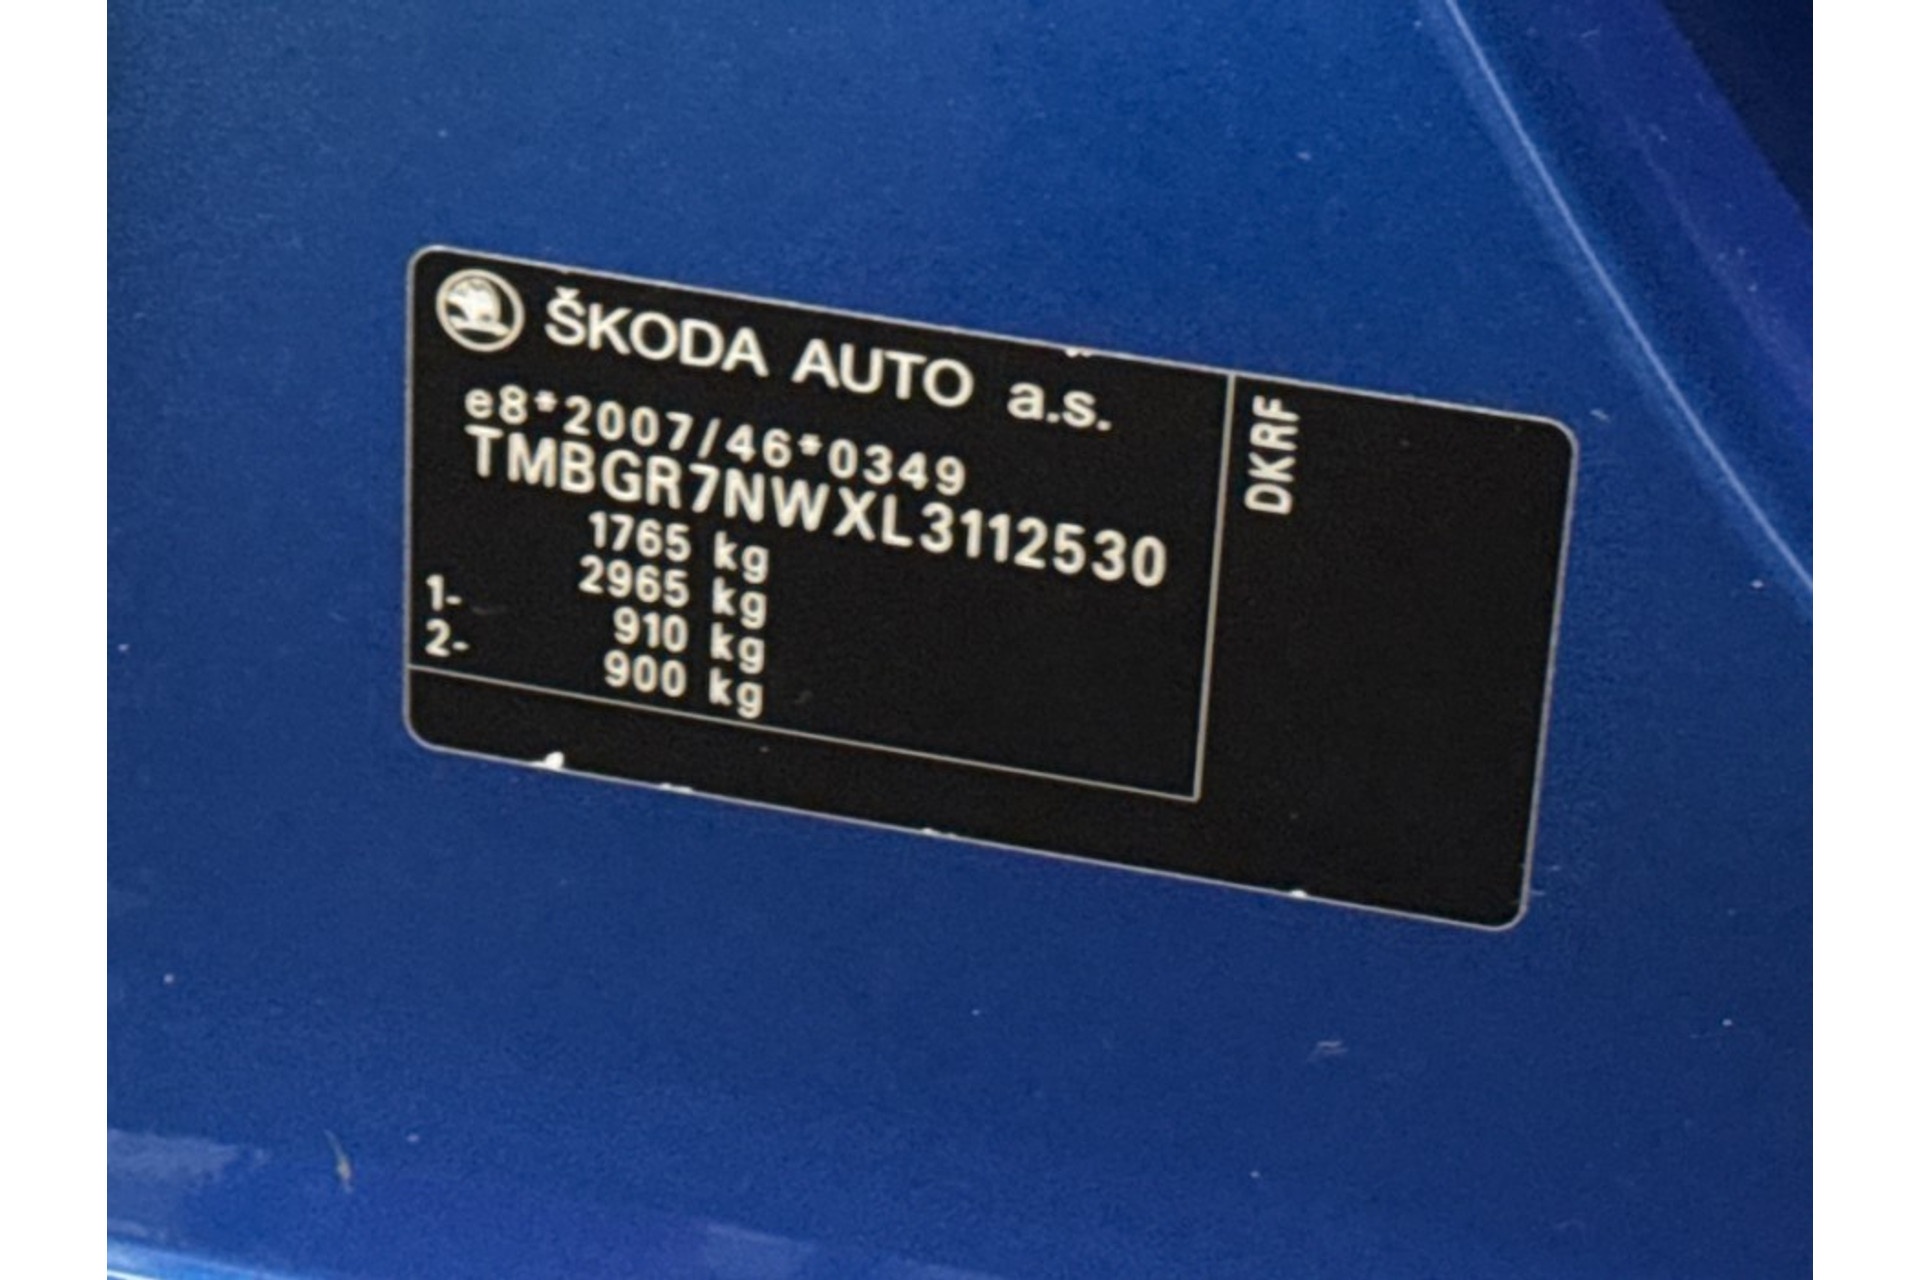 ŠKODA AUTO a.s.
e8*2007/46*0349
TMBGR7NWXL3112530
1765 kg
2965 kg
1- 910 kg
2- 900 kg
DKRF